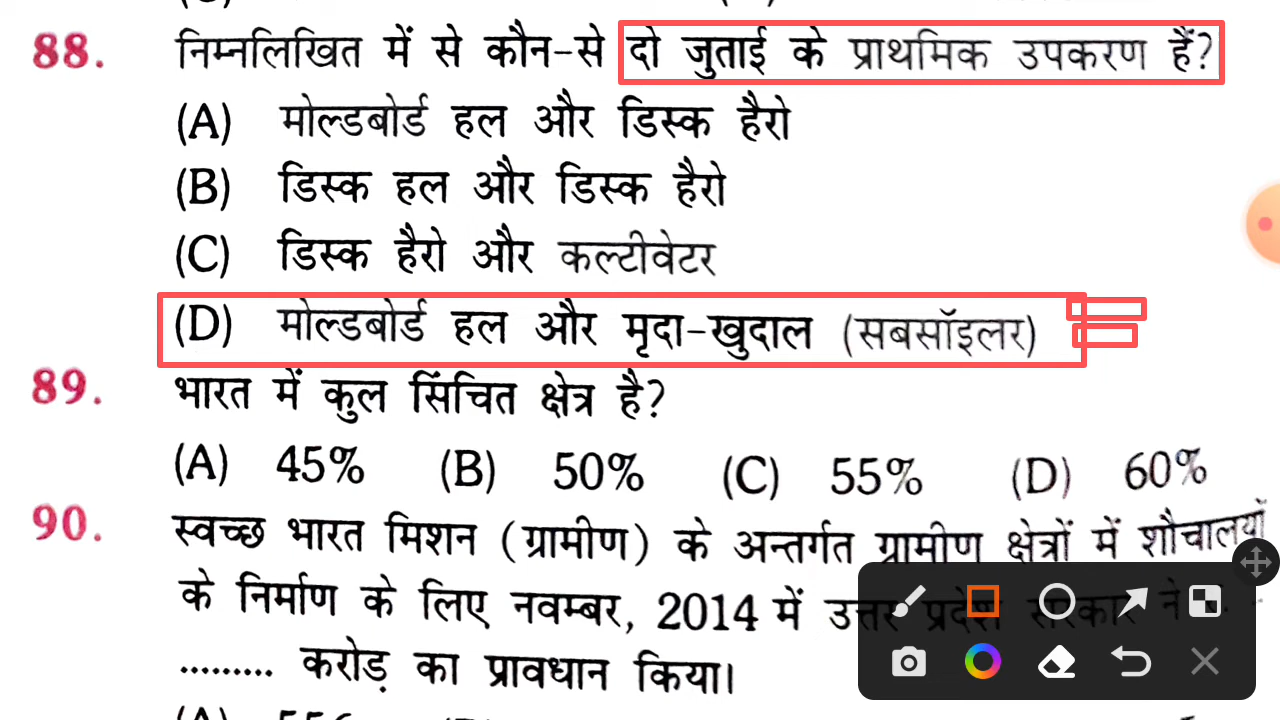 88. निम्नलिखित में से कौन-से दो जुताई के प्राथमिक उपकरण हैं?
(A) मोल्डबोर्ड हल और डिस्क हैरो
(B) डिस्क हल और डिस्क हैरो
(C) डिस्क हैरो और कल्टीवेटर
(D) मोल्डबोर्ड हल और मृदा-खुदाल (सबसॉइलर)
89. भारत में कुल सिंचित क्षेत्र है?
(A) 45% (B) 50% (C) 55% (D) 60%
90. स्वच्छ भारत मिशन (ग्रामीण) के अन्तर्गत ग्रामीण क्षेत्रों में शौचालयों
के निर्माण के लिए नवम्बर, 2014 में उत्तर प्रदेश सरकार ने
......... करोड़ का प्रावधान किया।